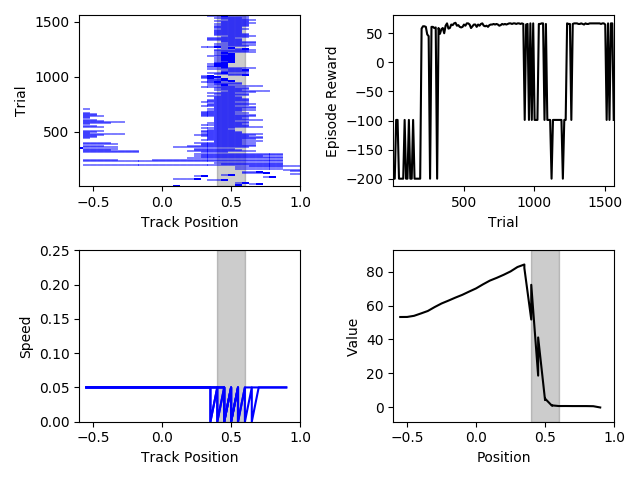 1500
1000
500
Trial
−0.5 0.0 0.5 1.0
Track Position
50
0
−50
−100
−150
−200
Episode Reward
500 1000 1500
Trial
0.25
0.20
0.15
0.10
0.05
0.00
Speed
−0.5 0.0 0.5 1.0
Track Position
80
60
40
20
0
Value
−0.5 0.0 0.5 1.0
Position